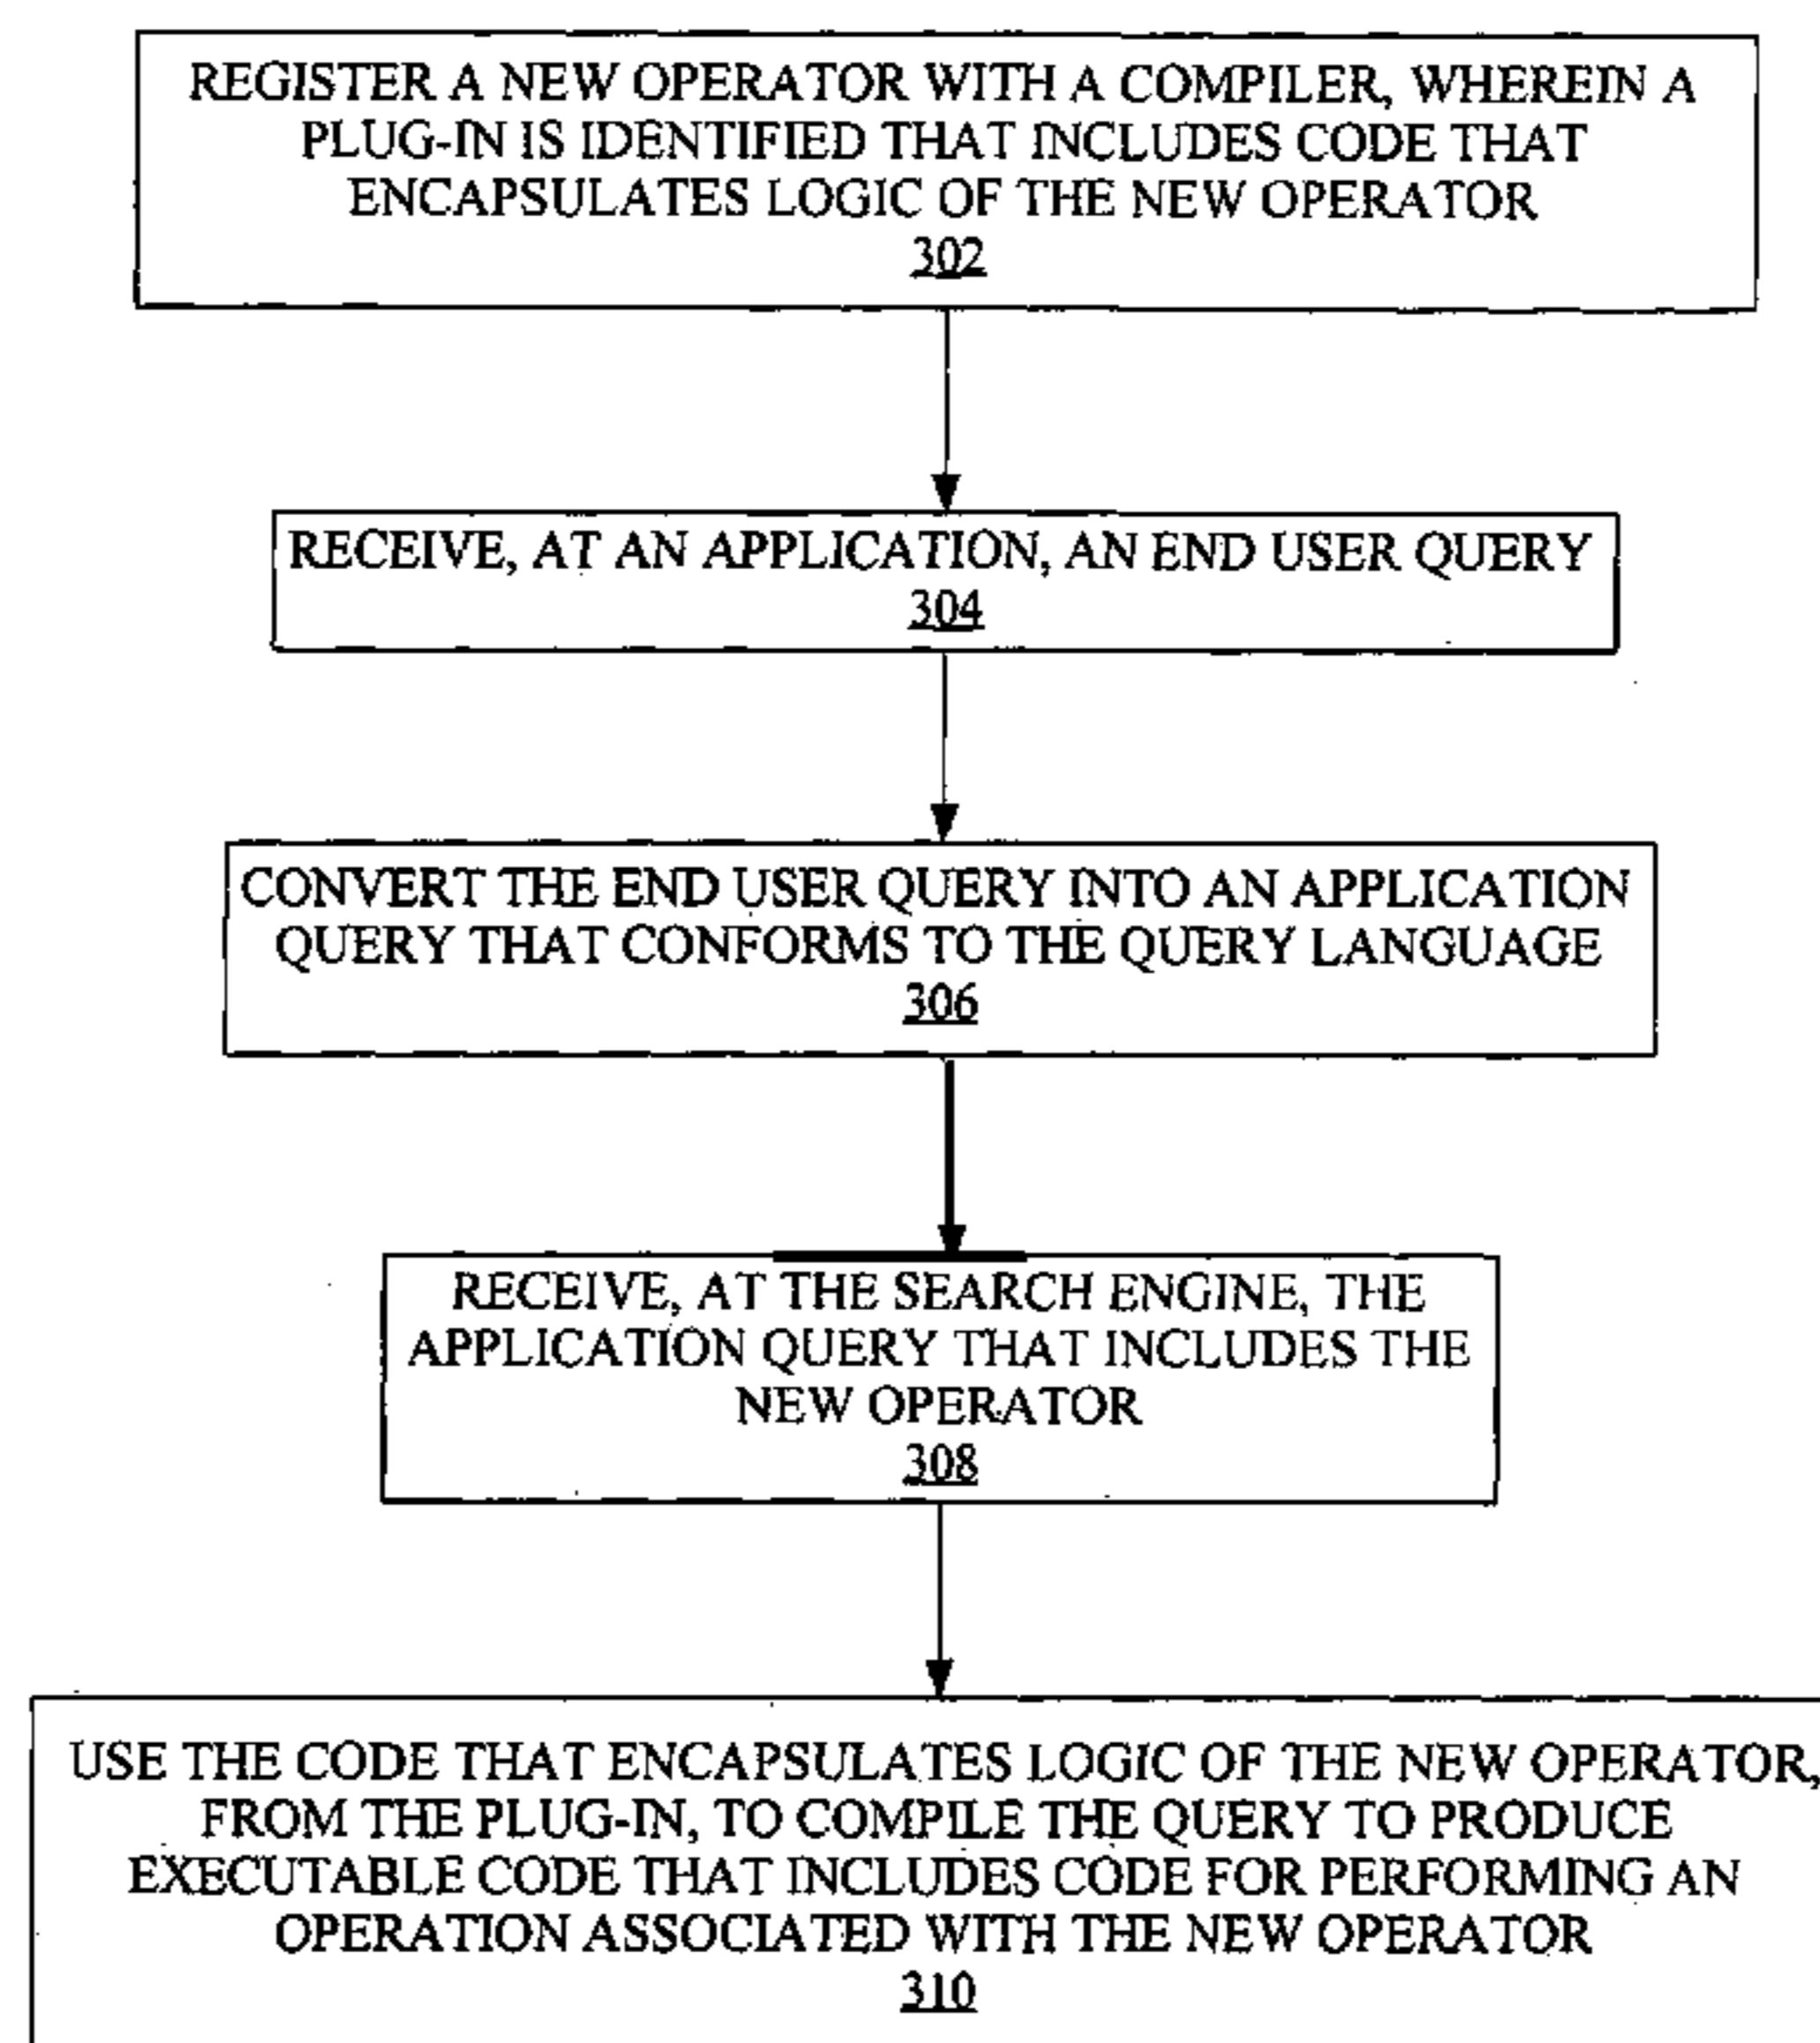 REGISTER A NEW OPERATOR WITH A COMPILER, WHEREIN A
PLUG-IN IS IDENTIFIED THAT INCLUDES CODE THAT
ENCAPSULATES LOGIC OF THE NEW OPERATOR
302
RECEIVE, AT AN APPLICATION, AN END USER QUERY
304
CONVERT THE END USER QUERY INTO AN APPLICATION
QUERY THAT CONFORMS TO THE QUERY LANGUAGE
306
RECEIVE, AT THE SEARCH ENGINE, THE
APPLICATION QUERY THAT INCLUDES THE
NEW OPERATOR
308
USE THE CODE THAT ENCAPSULATES LOGIC OF THE NEW OPERATOR,
FROM THE PLUG-IN, TO COMPILE THE QUERY TO PRODUCE
EXECUTABLE CODE THAT INCLUDES CODE FOR PERFORMING AN
OPERATION ASSOCIATED WITH THE NEW OPERATOR
310